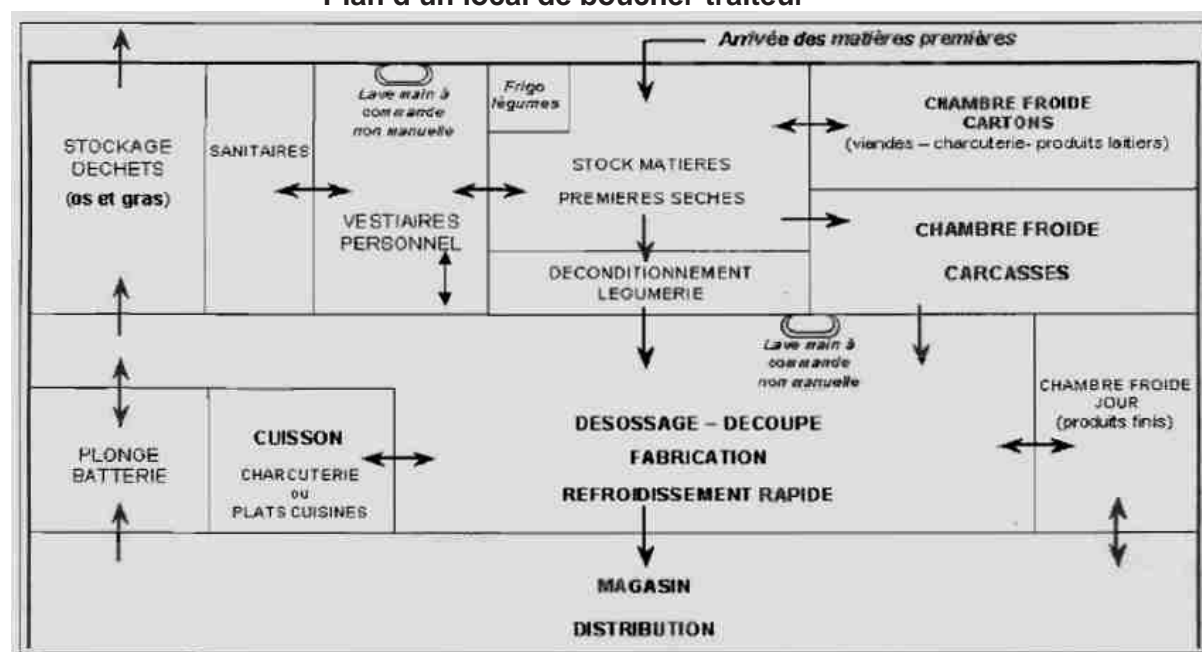 Plan d'un local de boucher traiteur
Arrivée des matières premières
STOCKAGE
DECHETS
(os et gras)
SANITAIRES
Lave main à
commande
non manuelle
VESTIAIRES
PERSONNEL
Frigo
légumes
STOCK MATIERES
PREMIERES SECHES
DECONDITIONNEMENT
LEGUMERIE
CHAMBRE FROIDE
CARTONS
(viandes – charcuterie- produits laitiers)
CHAMBRE FROIDE
CARCASSES
Lave main à
commande
non manuelle
PLONGE
BATTERIE
CUISSON
CHARCUTERIE
ou
PLATS CUISINES
DESOSSAGE – DECOUPE
FABRICATION
REFROIDISSEMENT RAPIDE
CHAMBRE FROIDE
JOUR
(produits finis)
MAGASIN
DISTRIBUTION